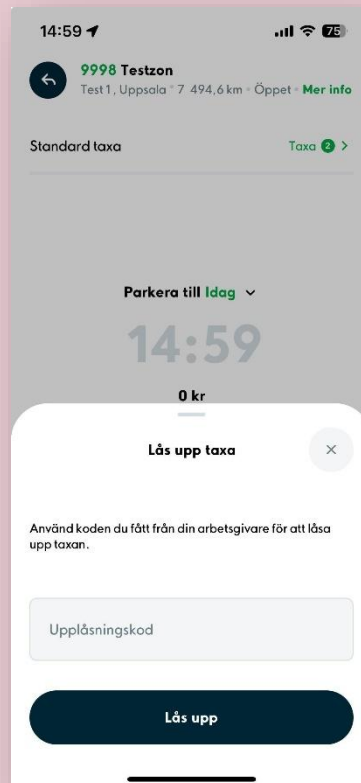 14:59
75
9998 Testzon
Test 1, Uppsala • 7 494,6 km • Öppet • Mer info
Standard taxa
Taxa 2 >
Parkera till Idag
14:59
0 kr
Lås upp taxa
Använd koden du fått från din arbetsgivare för att låsa
upp taxan.
Upplåsningskod
Lås upp